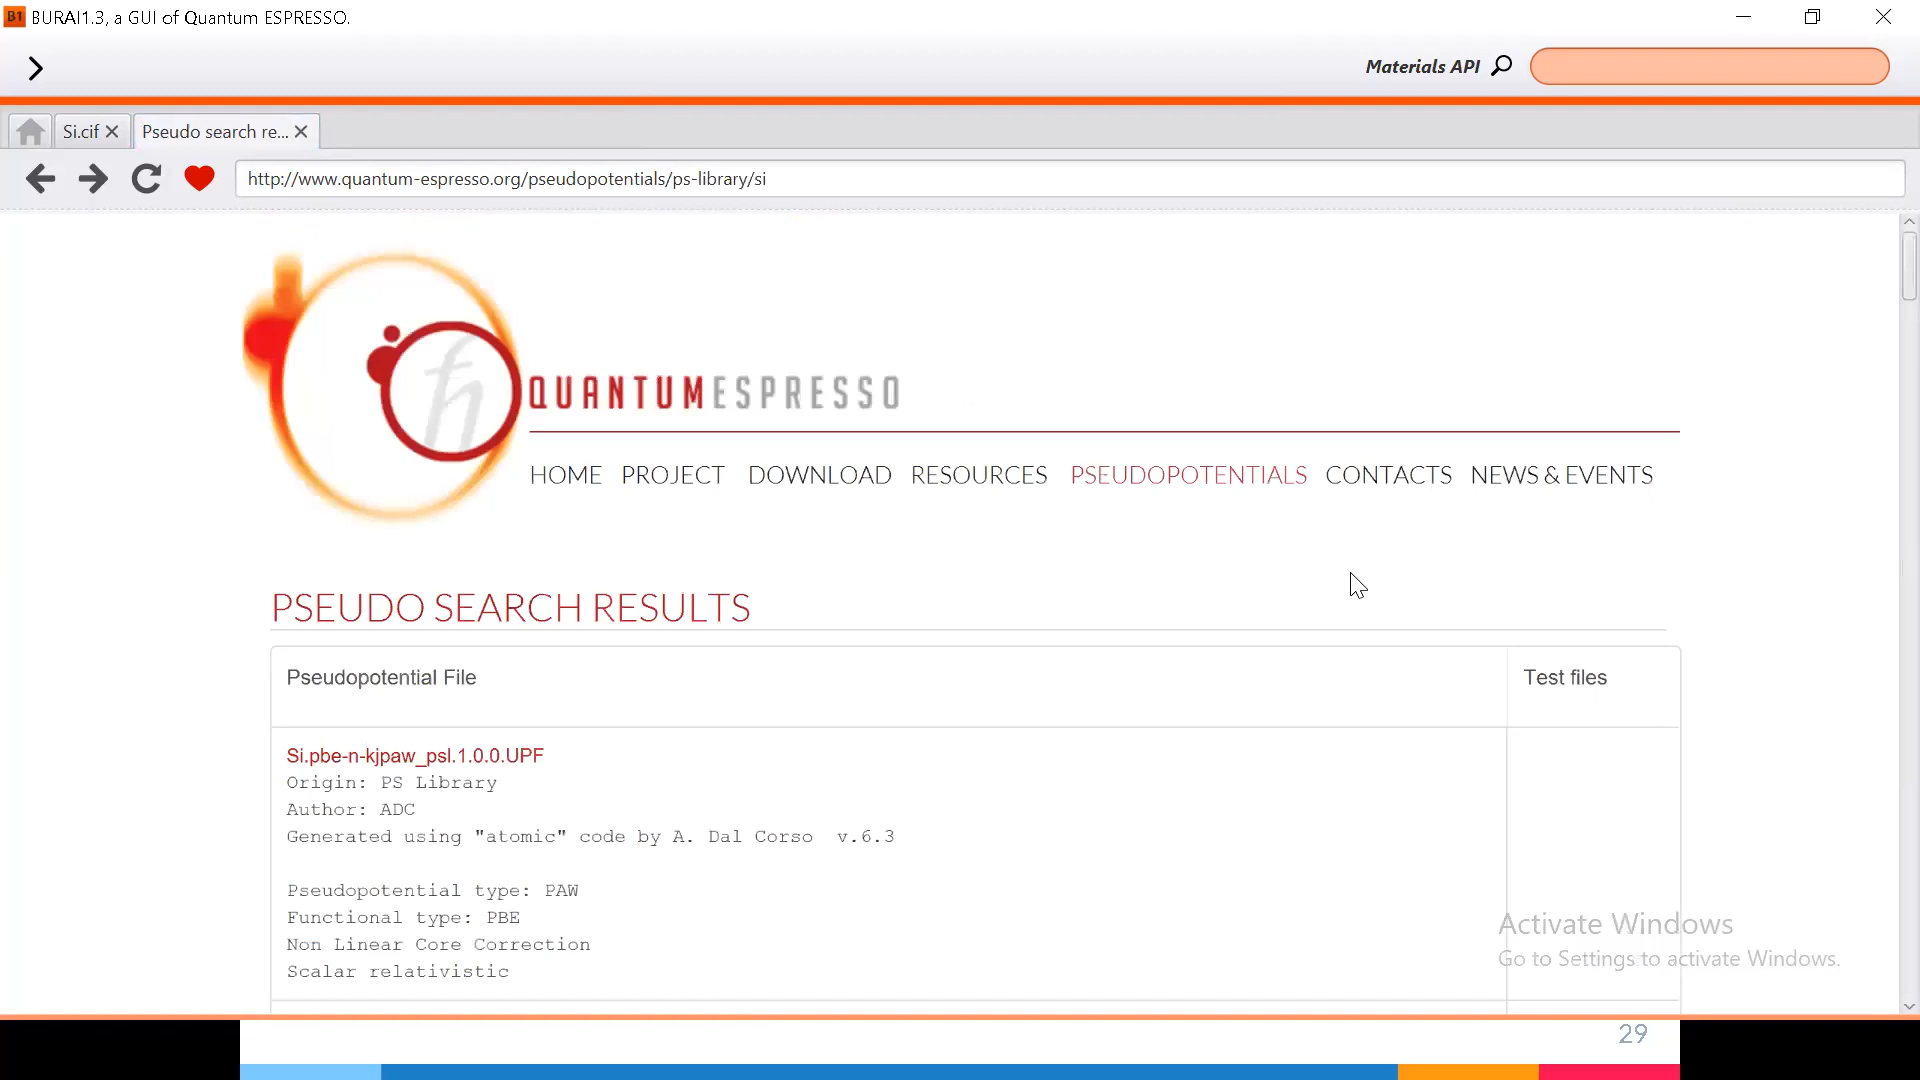 B1 BURAI1.3, a GUI of Quantum ESPRESSO.
Materials API
Si.cif
Pseudo search re...
http://www.quantum-espresso.org/pseudopotentials/ps-library/si
ħ
QUANTUMESPRESSO
HOME PROJECT DOWNLOAD RESOURCES PSEUDOPOTENTIALS CONTACTS NEWS & EVENTS
PSEUDO SEARCH RESULTS
Pseudopotential File Test files
Si.pbe-n-kjpaw_psl.1.0.0.UPF
Origin: PS Library
Author: ADC
Generated using "atomic" code by A. Dal Corso v.6.3
Pseudopotential type: PAW
Functional type: PBE
Non Linear Core Correction
Scalar relativistic
Activate Windows
Go to Settings to activate Windows.
29